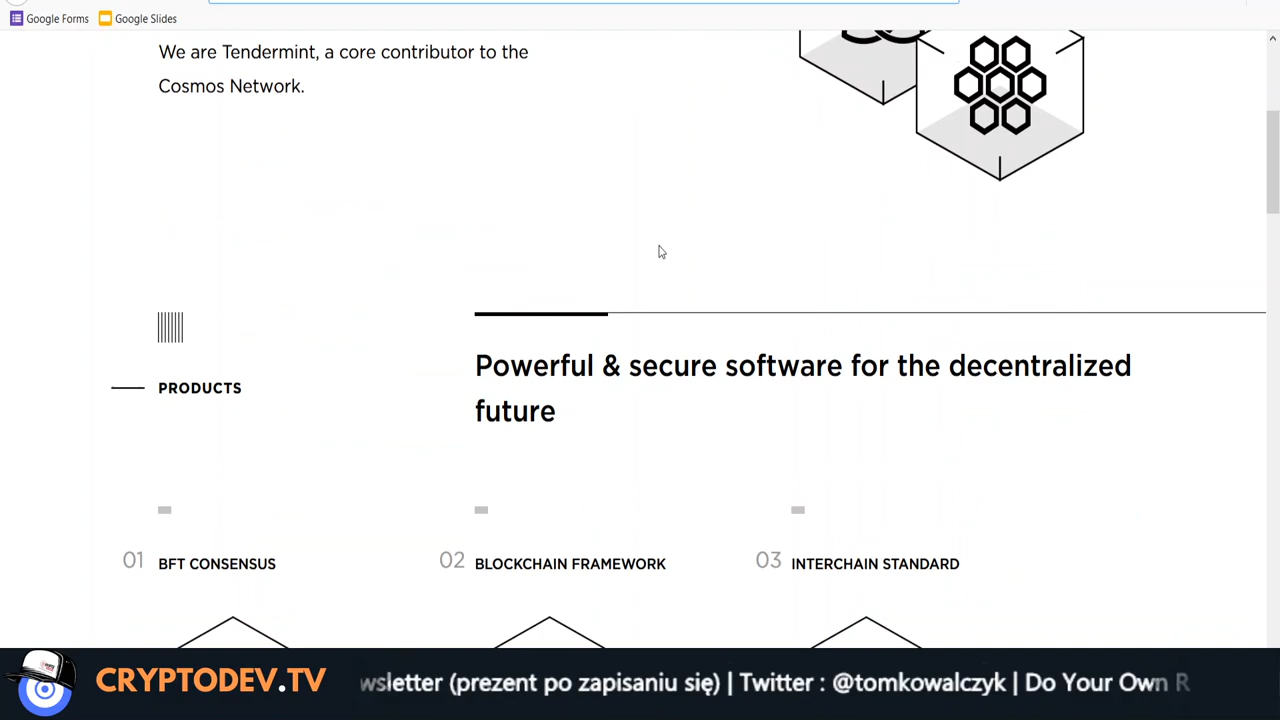 Google Forms Google Slides
We are Tendermint, a core contributor to the
Cosmos Network.
PRODUCTS
Powerful & secure software for the decentralized
future
01 BFT CONSENSUS
02 BLOCKCHAIN FRAMEWORK
03 INTERCHAIN STANDARD
CRYPTODEV.TV
wsletter (prezent po zapisaniu się) | Twitter : @tomkowalczyk | Do Your Own R